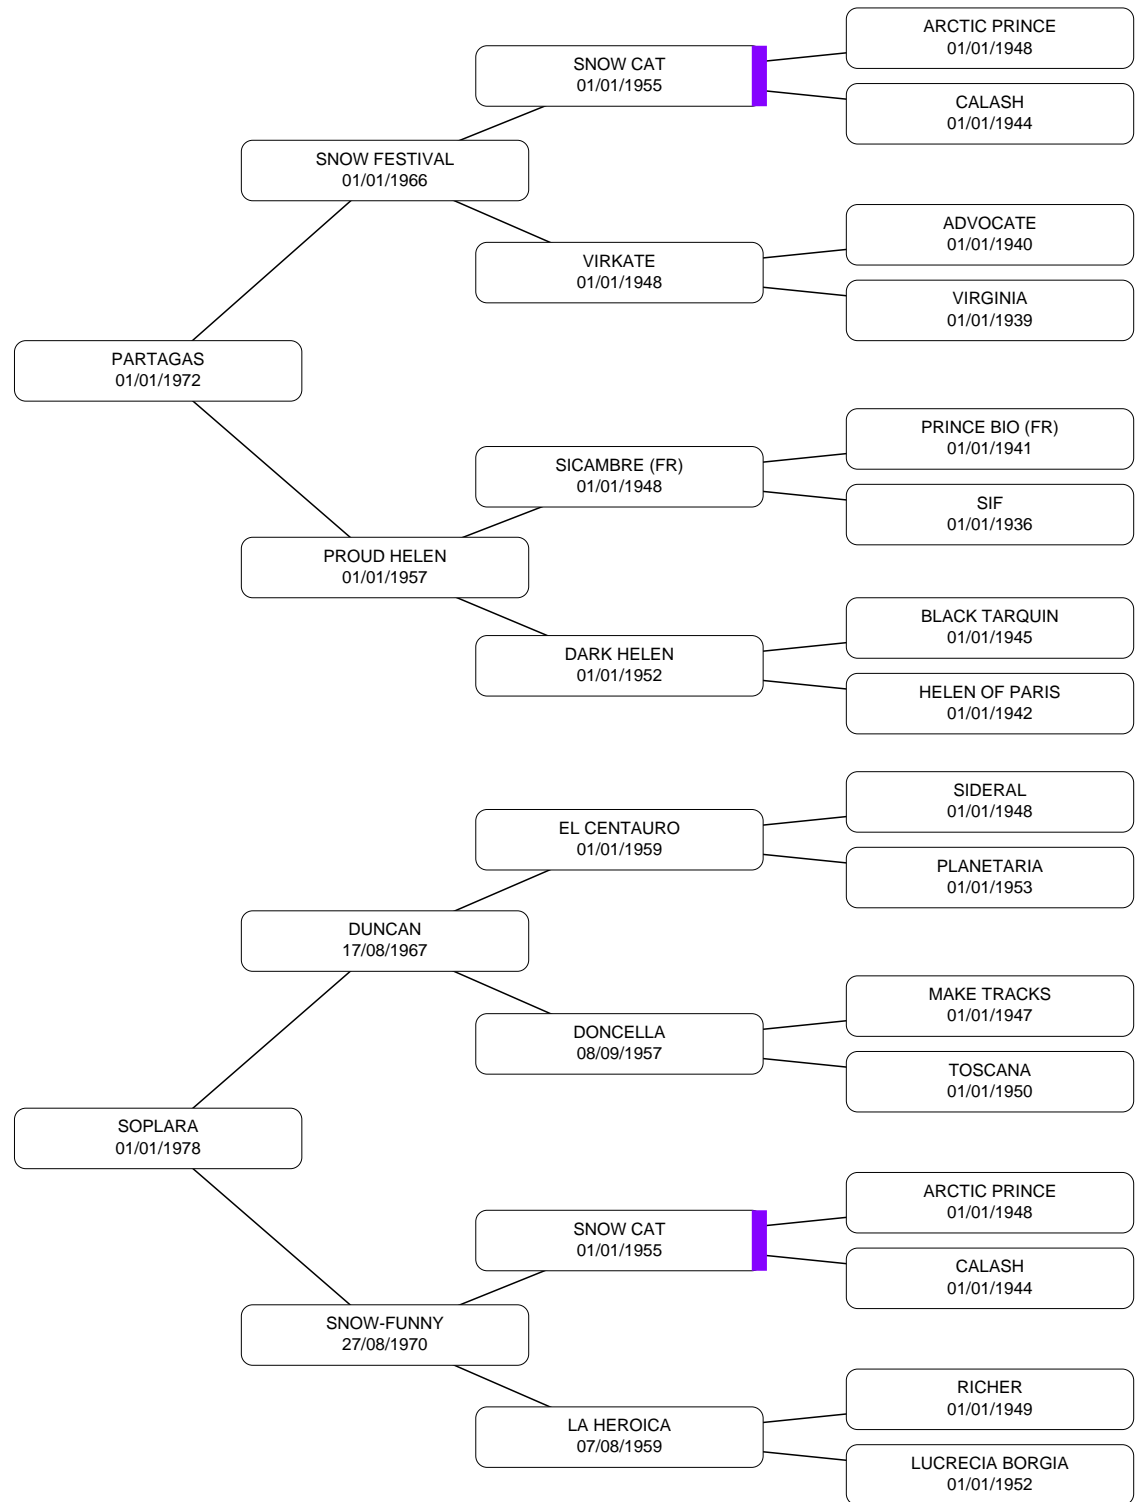 ARCTIC PRINCE
01/01/1948
SNOW CAT
01/01/1955
CALASH
01/01/1944
SNOW FESTIVAL
01/01/1966
ADVOCATE
01/01/1940
VIRKATE
01/01/1948
VIRGINIA
01/01/1939
PARTAGAS
01/01/1972
PRINCE BIO (FR)
01/01/1941
SICAMBRE (FR)
01/01/1948
SIF
01/01/1936
PROUD HELEN
01/01/1957
BLACK TARQUIN
01/01/1945
DARK HELEN
01/01/1952
HELEN OF PARIS
01/01/1942
SIDERAL
01/01/1948
EL CENTAURO
01/01/1959
PLANETARIA
01/01/1953
DUNCAN
17/08/1967
MAKE TRACKS
01/01/1947
DONCELLA
08/09/1957
TOSCANA
01/01/1950
SOPLARA
01/01/1978
ARCTIC PRINCE
01/01/1948
SNOW CAT
01/01/1955
CALASH
01/01/1944
SNOW-FUNNY
27/08/1970
RICHER
01/01/1949
LA HEROICA
07/08/1959
LUCRECIA BORGIA
01/01/1952